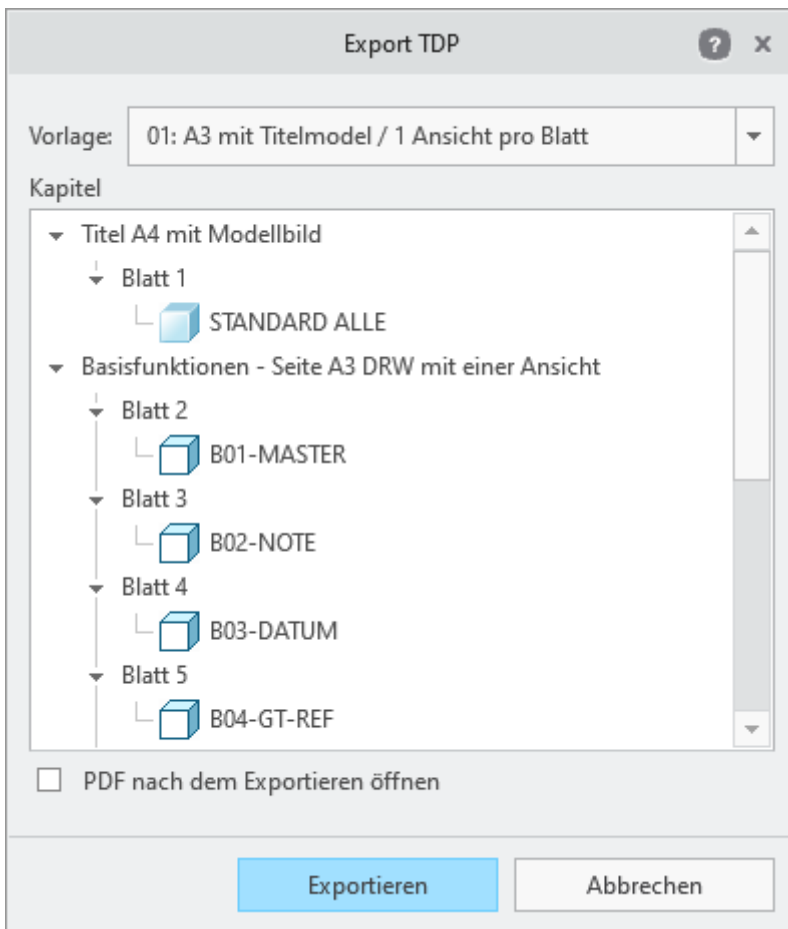 Export TDP
?
Vorlage: 01: A3 mit Titelmodel / 1 Ansicht pro Blatt
Kapitel
Titel A4 mit Modellbild
Blatt 1
STANDARD ALLE
Basisfunktionen - Seite A3 DRW mit einer Ansicht
Blatt 2
B01-MASTER
Blatt 3
B02-NOTE
Blatt 4
B03-DATUM
Blatt 5
B04-GT-REF
PDF nach dem Exportieren öffnen
Exportieren Abbrechen